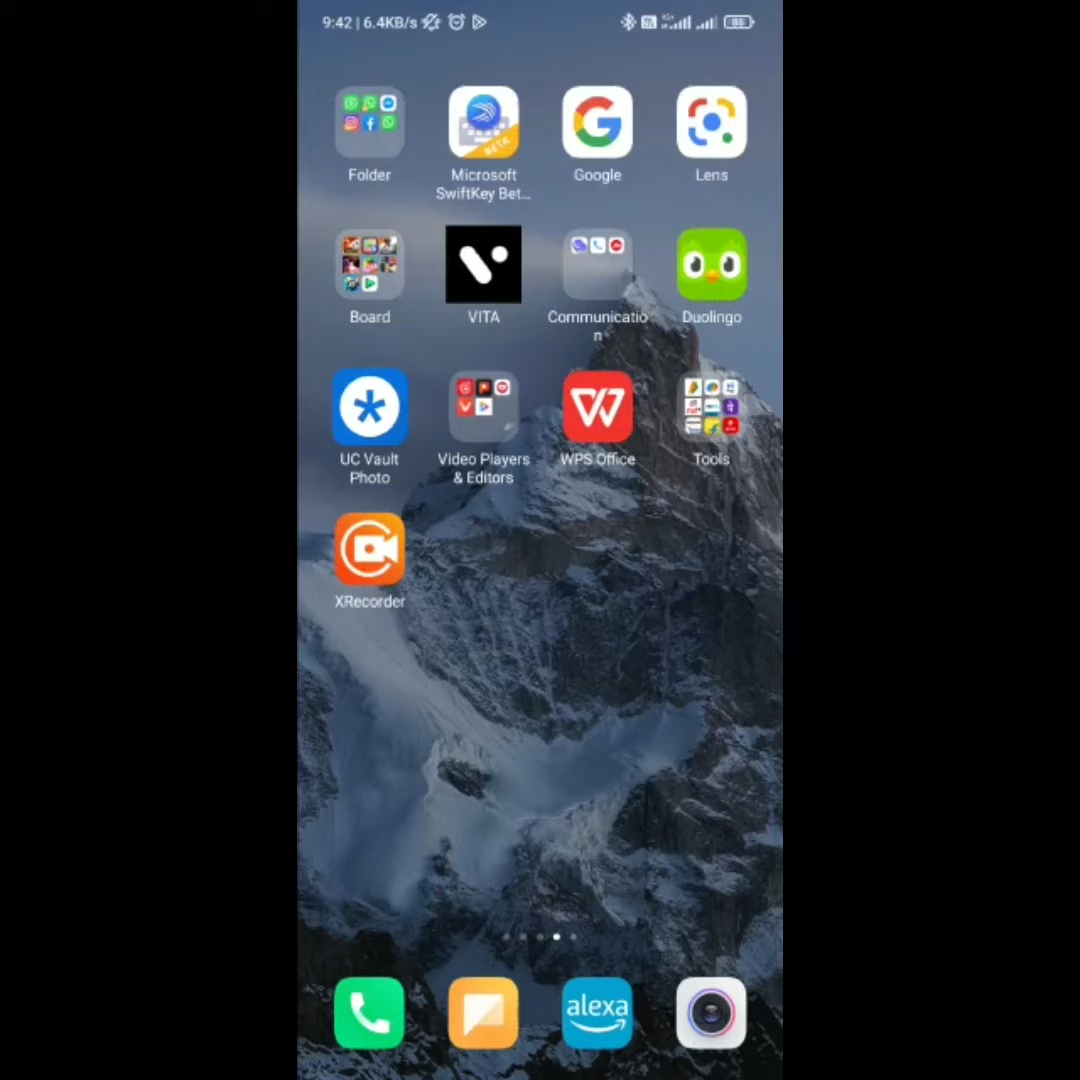 9:42 | 6.4KB/s
Folder
Microsoft
SwiftKey Bet...
BETA
Google
Lens
Board
VITA
Communicatio
n
Duolingo
UC Vault
Photo
Video Players
& Editors
WPS Office
Tools
XRecorder
alexa